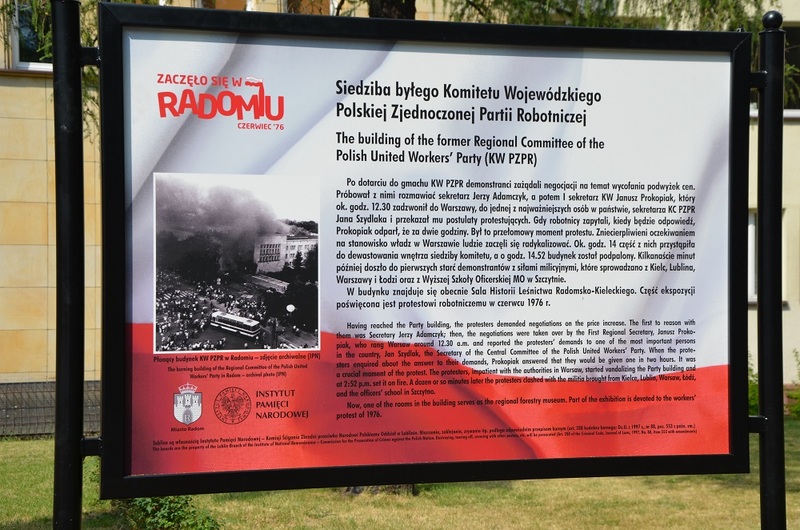 ZACZĘŁO SIĘ W
RADOMIU
CZERWIEC '76
Siedziba byłego Komitetu Wojewódzkiego
Polskiej Zjednoczonej Partii Robotniczej
The building of the former Regional Committee of the
Polish United Workers' Party (KW PZPR)
Po dotarciu do gmachu KW PZPR demonstranci zażądali negocjacji na temat wycofania podwyżek cen.
Próbował z nimi rozmawiać sekretarz Jerzy Adamczyk, a potem I sekretarz KW Janusz Prokopiak, który
ok. godz. 12.30 zadzwonił do Warszawy, do jednej z najważniejszych osób w państwie, sekretarza KC PZPR
Jana Szydlaka i przekazał mu postulaty protestujących. Gdy robotnicy zapytali, kiedy będzie odpowiedź,
Prokopiak odparł, że za dwie godziny. Był to przełomowy moment protestu. Zniecierpliwieni oczekiwaniem
na stanowisko władz w Warszawie ludzie zaczęli się radykalizować. Ok. godz. 14 część z nich przystąpiła
do dewastowania wnętrza siedziby komitetu, a o godz. 14.52 budynek został podpalony. Kilkanaście minut
później doszło do pierwszych starć demonstrantów z siłami milicyjnymi, które sprowadzano z Kielc, Lublina,
Warszawy i Łodzi oraz z Wyższej Szkoły Oficerskiej MO w Szczytnie.
W budynku znajduje się obecnie Sala Historii Leśnictwa Radomsko-Kieleckiego. Część ekspozycji
poświęcona jest protestowi robotniczemu w czerwcu 1976 r.
Having reached the Party building, the protesters demanded negotiations on the price increase. The first to reason with
them was Secretary Jerzy Adamczyk; then, the negotiations were taken over by the First Regional Secretary, Janusz Proko-
piak, who rang Warsaw around 12.30 a.m. and reported the protesters' demands to one of the most important persons
in the country, Jan Szydlak, the Secretary of the Central Committee of the Polish United Workers' Party. When the prote-
sters enquired about the answer to their demands, Prokopiak answered that they would be given one in two hours. It was
a crucial moment of the protest. The protesters, impatient with the authorities in Warsaw, started vandalising the Party building and
at 2:52 p.m. set it on fire. A dozen or so minutes later the protesters clashed with the militia brought from Kielce, Lublin, Warsaw, Łódź,
and the officers' school in Szczytno.
Now, one of the rooms in the building serves as the regional forestry museum. Part of the exhibition is devoted to the workers'
protest of 1976.
Płonący budynek KW PZPR w Radomiu – zdjęcie archiwalne (IPN)
The burning building of the Regional Committee of the Polish United
Workers' Party in Radom – archival photo (IPN)
Miasto Radom
INSTYTUT
PAMIĘCI
NARODOWEJ